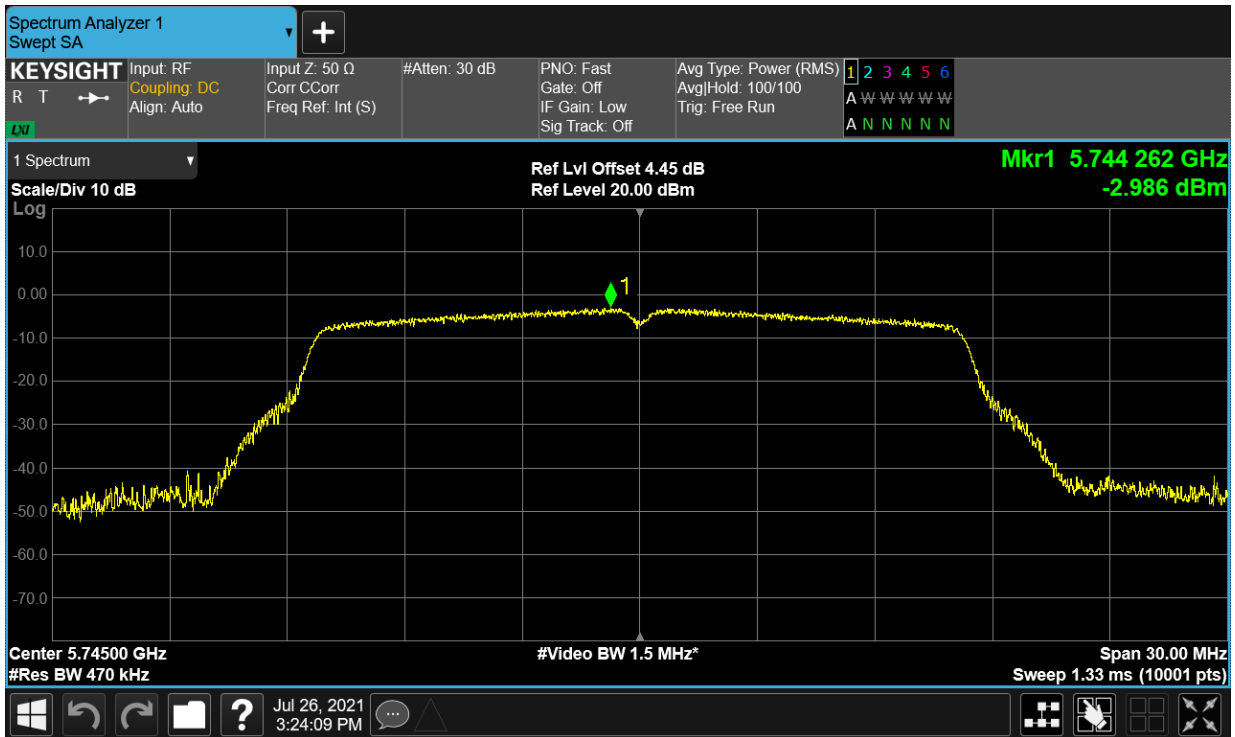 Spectrum Analyzer 1
Swept SA
▼
+
KEYSIGHT
R T
LXI
Input: RF
Coupling: DC
Align: Auto
Input Z: 50 Ω
Corr CCorr
Freq Ref: Int (S)
#Atten: 30 dB
PNO: Fast
Gate: Off
IF Gain: Low
Sig Track: Off
Avg Type: Power (RMS)
Avg|Hold: 100/100
Trig: Free Run
1 2 3 4 5 6
A W W W W W
A N N N N N
1 Spectrum ▼
Scale/Div 10 dB
Log
Ref Lvl Offset 4.45 dB
Ref Level 20.00 dBm
Mkr1 5.744 262 GHz
-2.986 dBm
10.0
0.00
-10.0
-20.0
-30.0
-40.0
-50.0
-60.0
-70.0
1
Center 5.74500 GHz
#Res BW 470 kHz
#Video BW 1.5 MHz*
Span 30.00 MHz
Sweep 1.33 ms (10001 pts)
?
Jul 26, 2021
3:24:09 PM